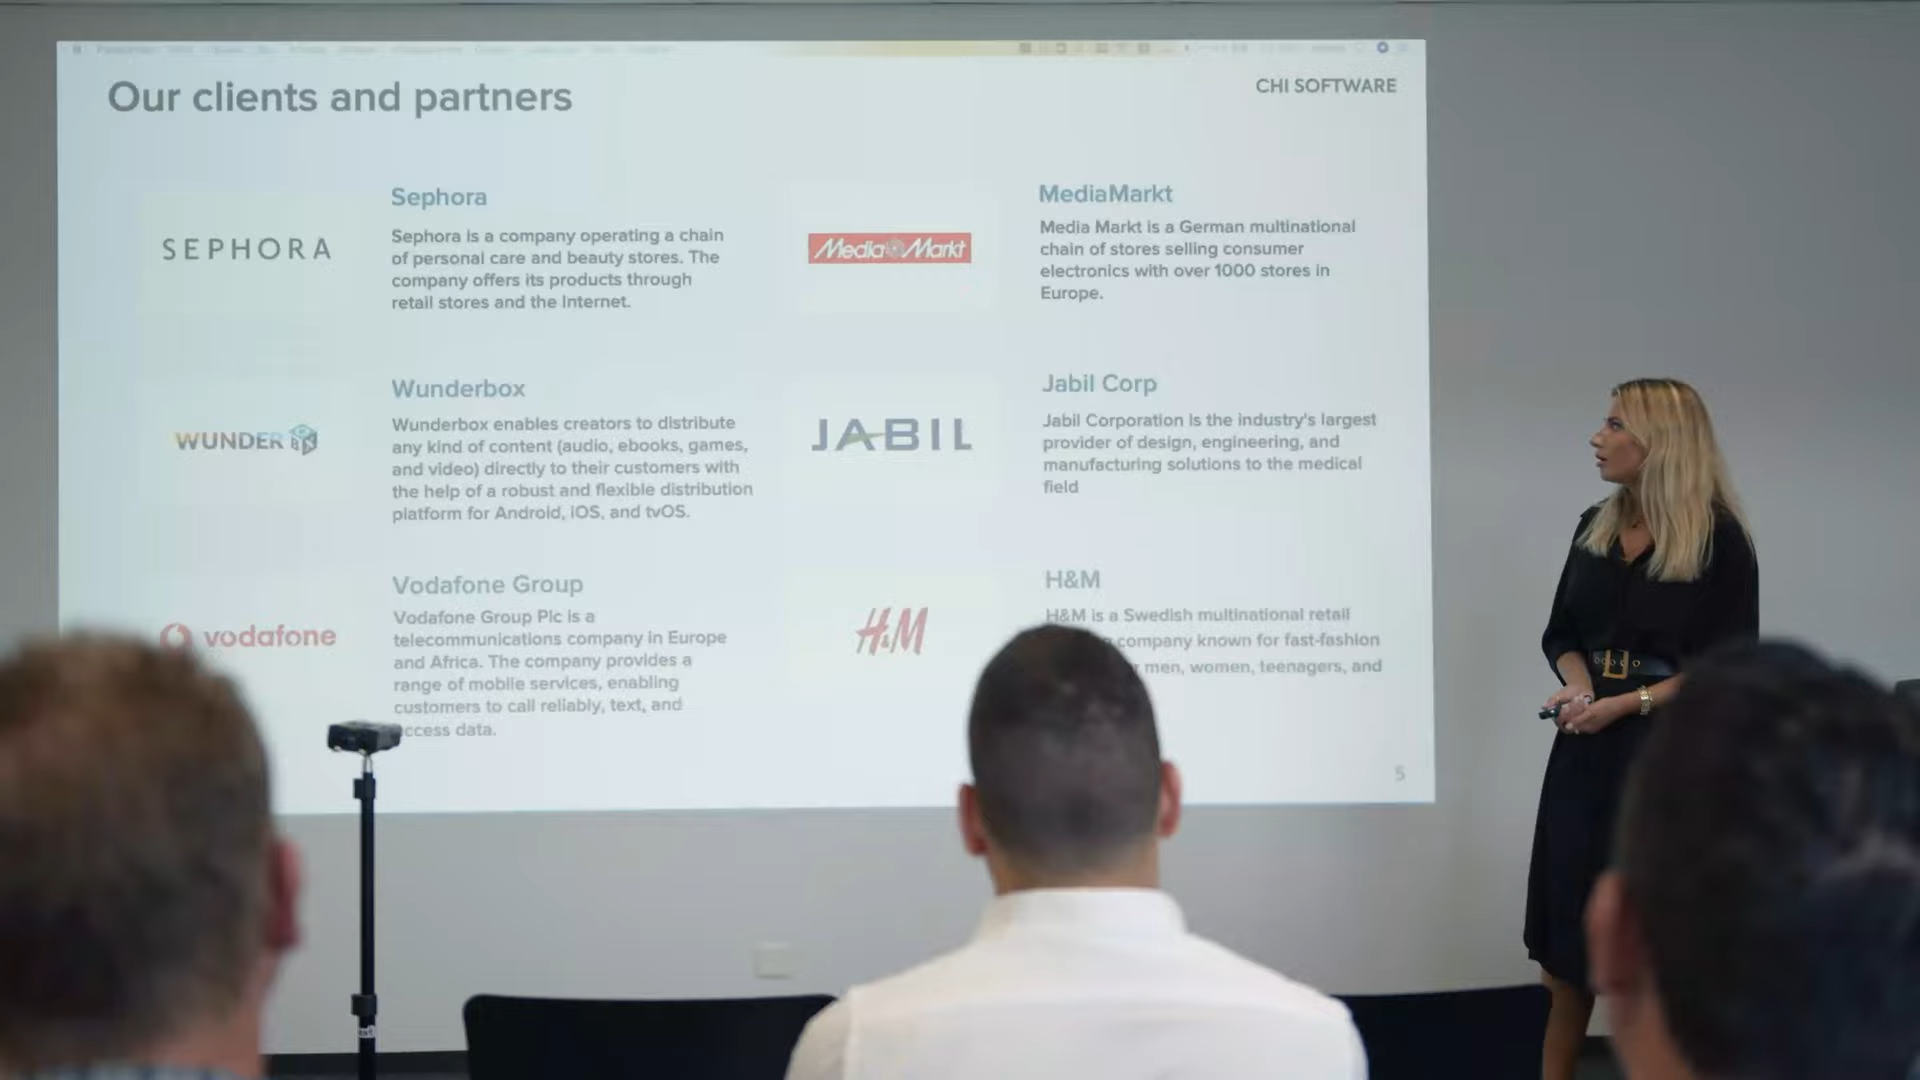 Our clients and partners
CHI SOFTWARE
SEPHORA
Sephora
Sephora is a company operating a chain
of personal care and beauty stores. The
company offers its products through
retail stores and the Internet.
Media Markt
MediaMarkt
Media Markt is a German multinational
chain of stores selling consumer
electronics with over 1000 stores in
Europe.
WUNDER BOX
Wunderbox
Wunderbox enables creators to distribute
any kind of content (audio, ebooks, games,
and video) directly to their customers with
the help of a robust and flexible distribution
platform for Android, iOS, and tvOS.
JABIL
Jabil Corp
Jabil Corporation is the industry's largest
provider of design, engineering, and
manufacturing solutions to the medical
field
vodafone
Vodafone Group
Vodafone Group Plc is a
telecommunications company in Europe
and Africa. The company provides a
range of mobile services, enabling
customers to call reliably, text, and
access data.
H&M
H&M
H&M is a Swedish multinational retail
company known for fast-fashion
men, women, teenagers, and
5